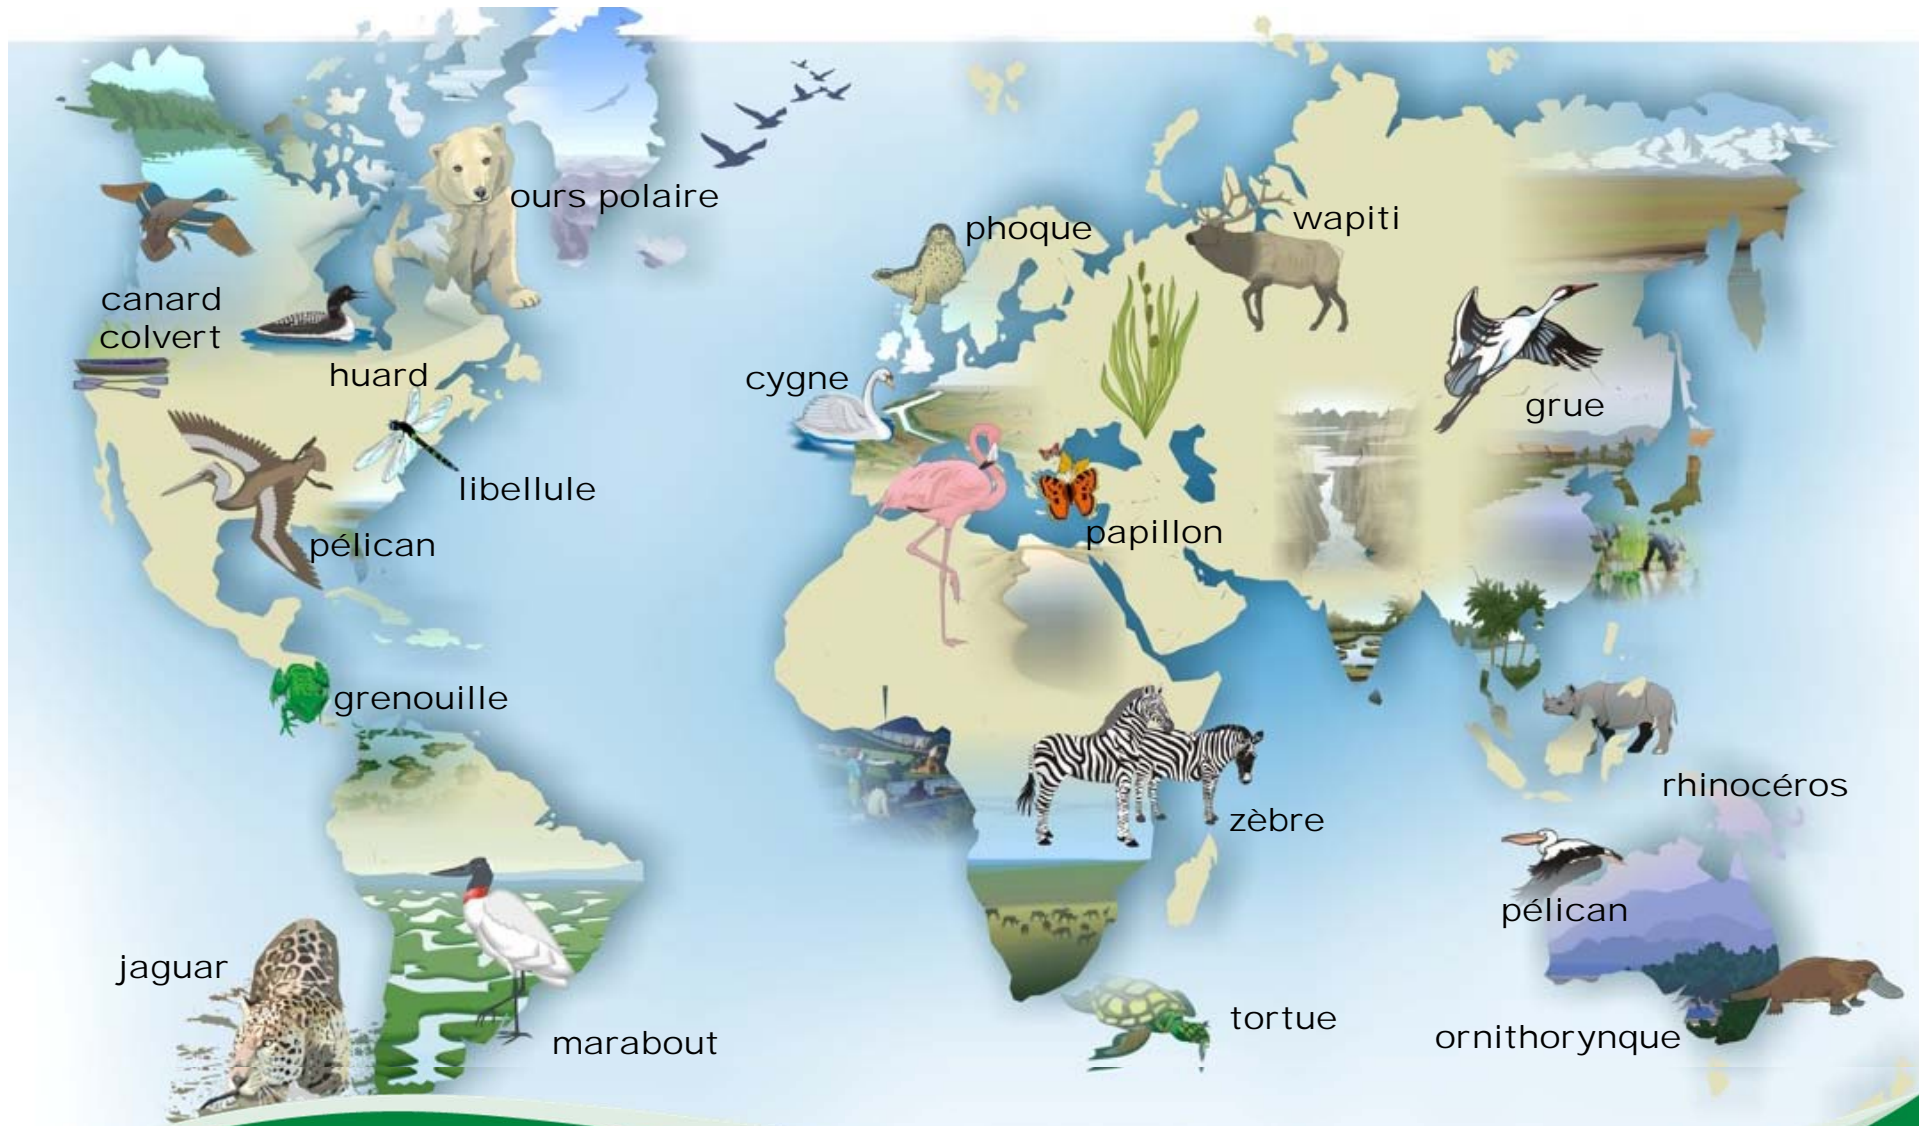 ours polaire
phoque
wapiti
canard
colvert
huard
cygne
grue
libellule
papillon
pélican
grenouille
rhinocéros
zèbre
pélican
jaguar
tortue
ornithorynque
marabout